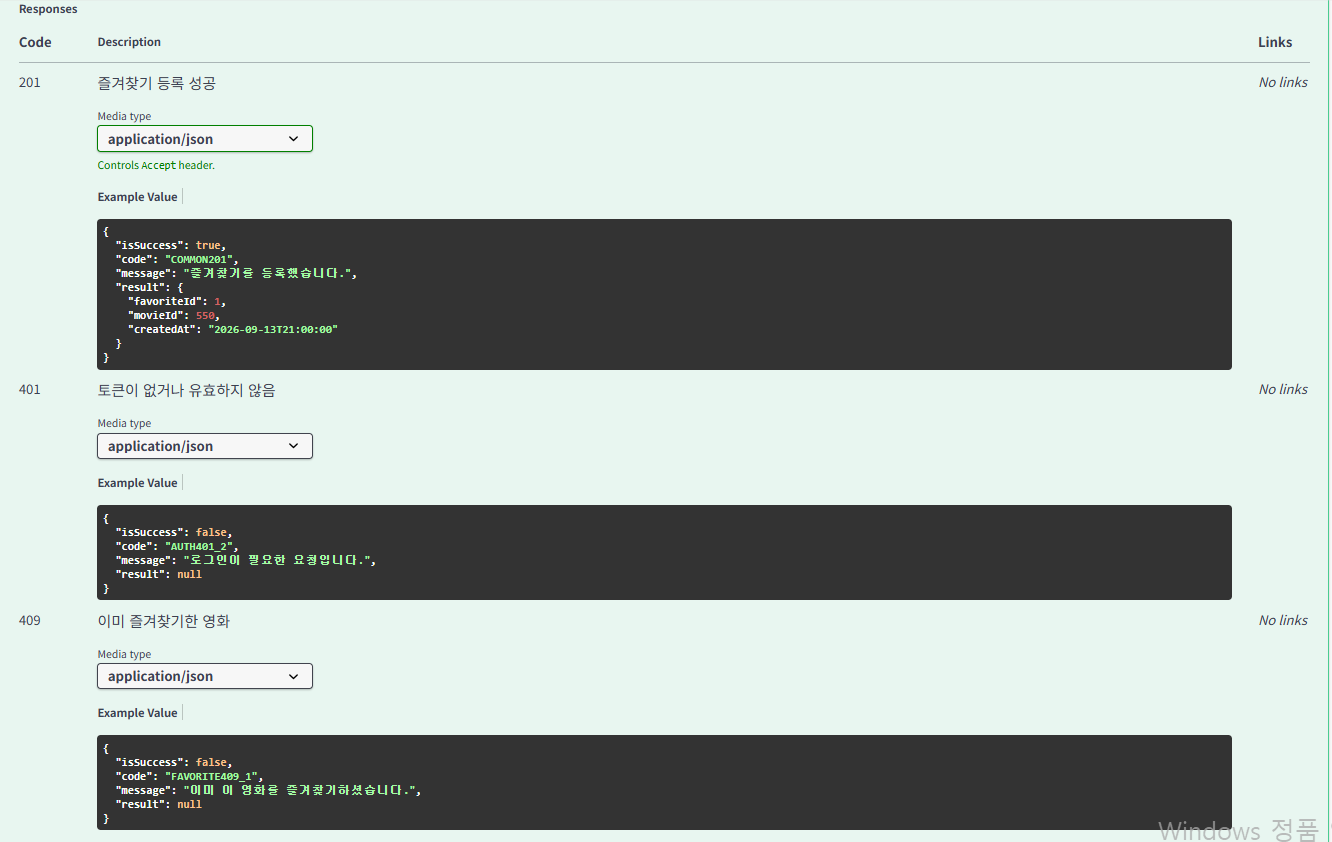 Responses
Code Description Links
201 즐겨찾기 등록 성공 No links
Media type
application/json
Controls Accept header.
Example Value
{
"isSuccess": true,
"code": "COMMON201",
"message": "즐겨찾기를 등록했습니다.",
"result": {
"favoriteId": 1,
"movieId": 550,
"createdAt": "2026-09-13T21:00:00"
}
}
401 토큰이 없거나 유효하지 않음 No links
Media type
application/json
Example Value
{
"isSuccess": false,
"code": "AUTH401_2",
"message": "로그인이 필요한 요청입니다.",
"result": null
}
409 이미 즐겨찾기한 영화 No links
Media type
application/json
Example Value
{
"isSuccess": false,
"code": "FAVORITE409_1",
"message": "이미 이 영화를 즐겨찾기하셨습니다.",
"result": null
}
Windows 정품